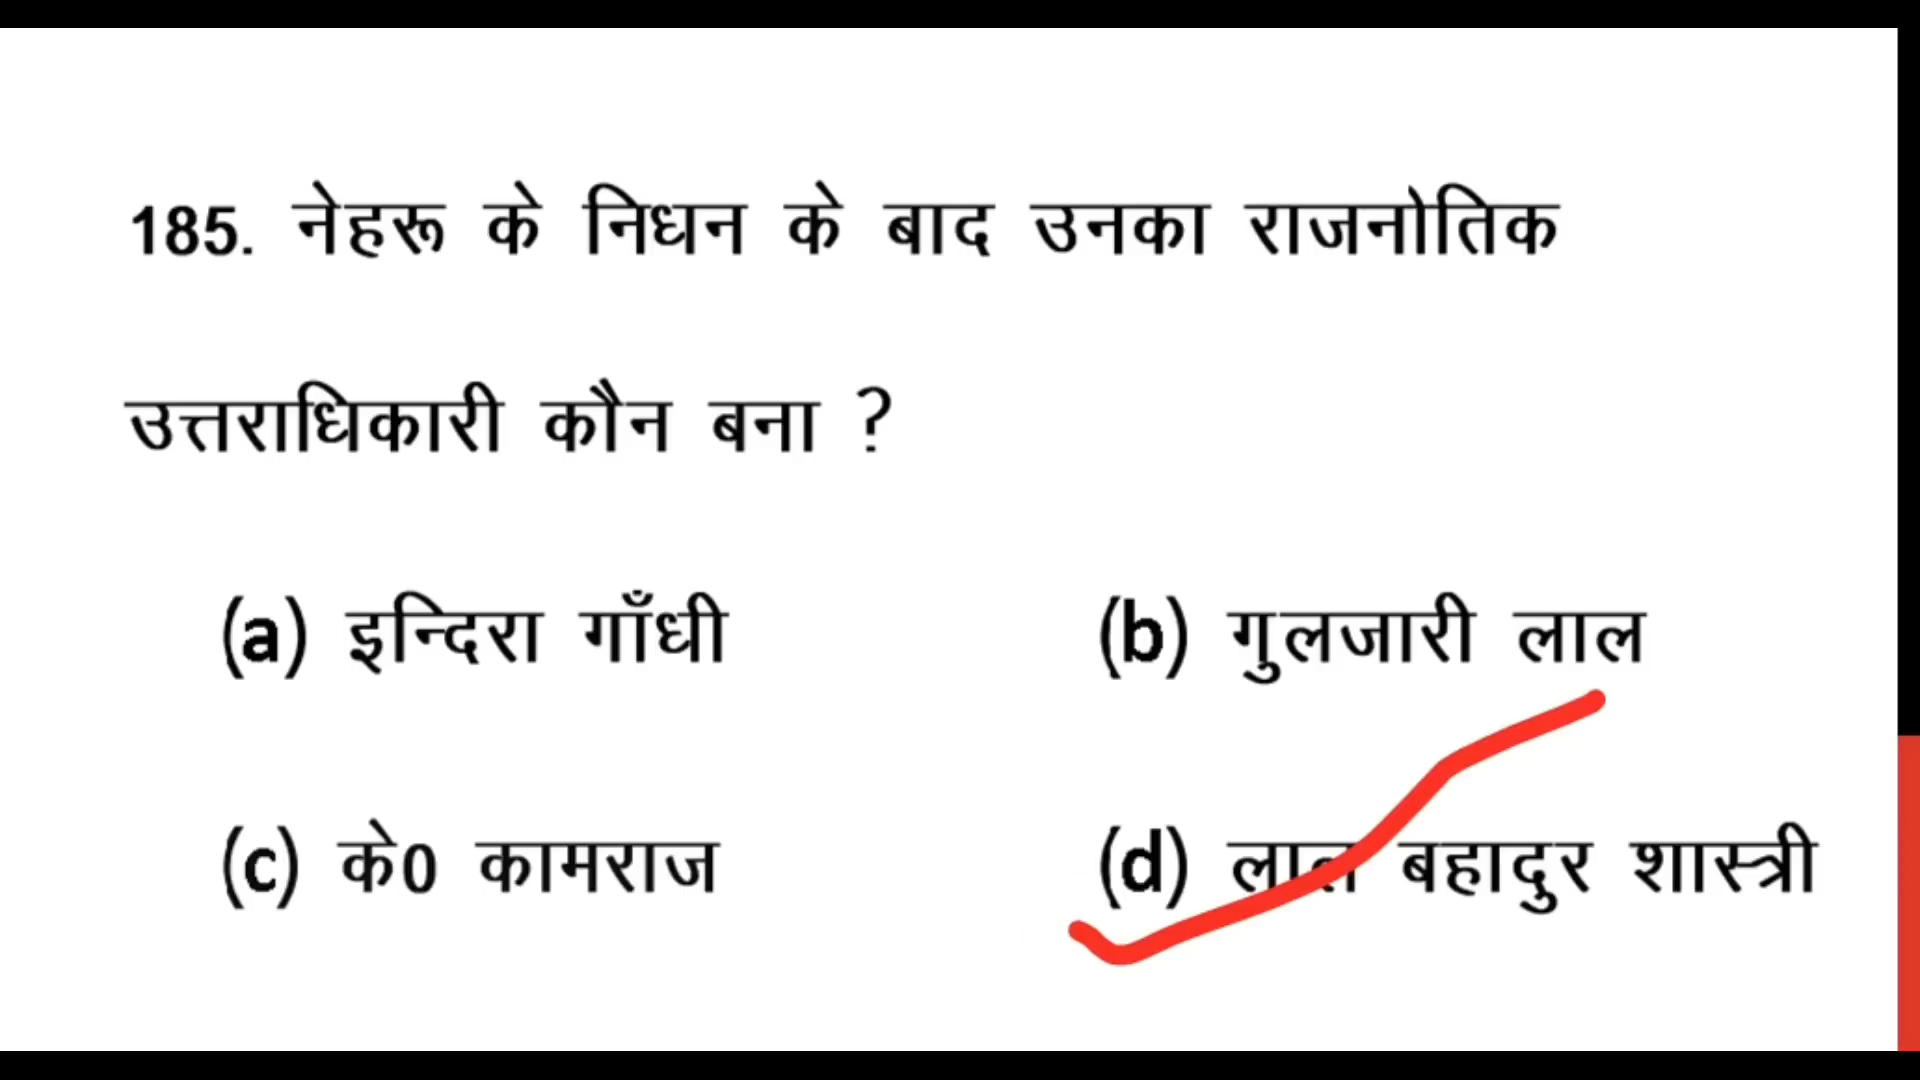 185. नेहरू के निधन के बाद उनका राजनोतिक
उत्तराधिकारी कौन बना ?
(a) इन्दिरा गाँधी (b) गुलजारी लाल
(c) के0 कामराज (d) लाल बहादुर शास्त्री